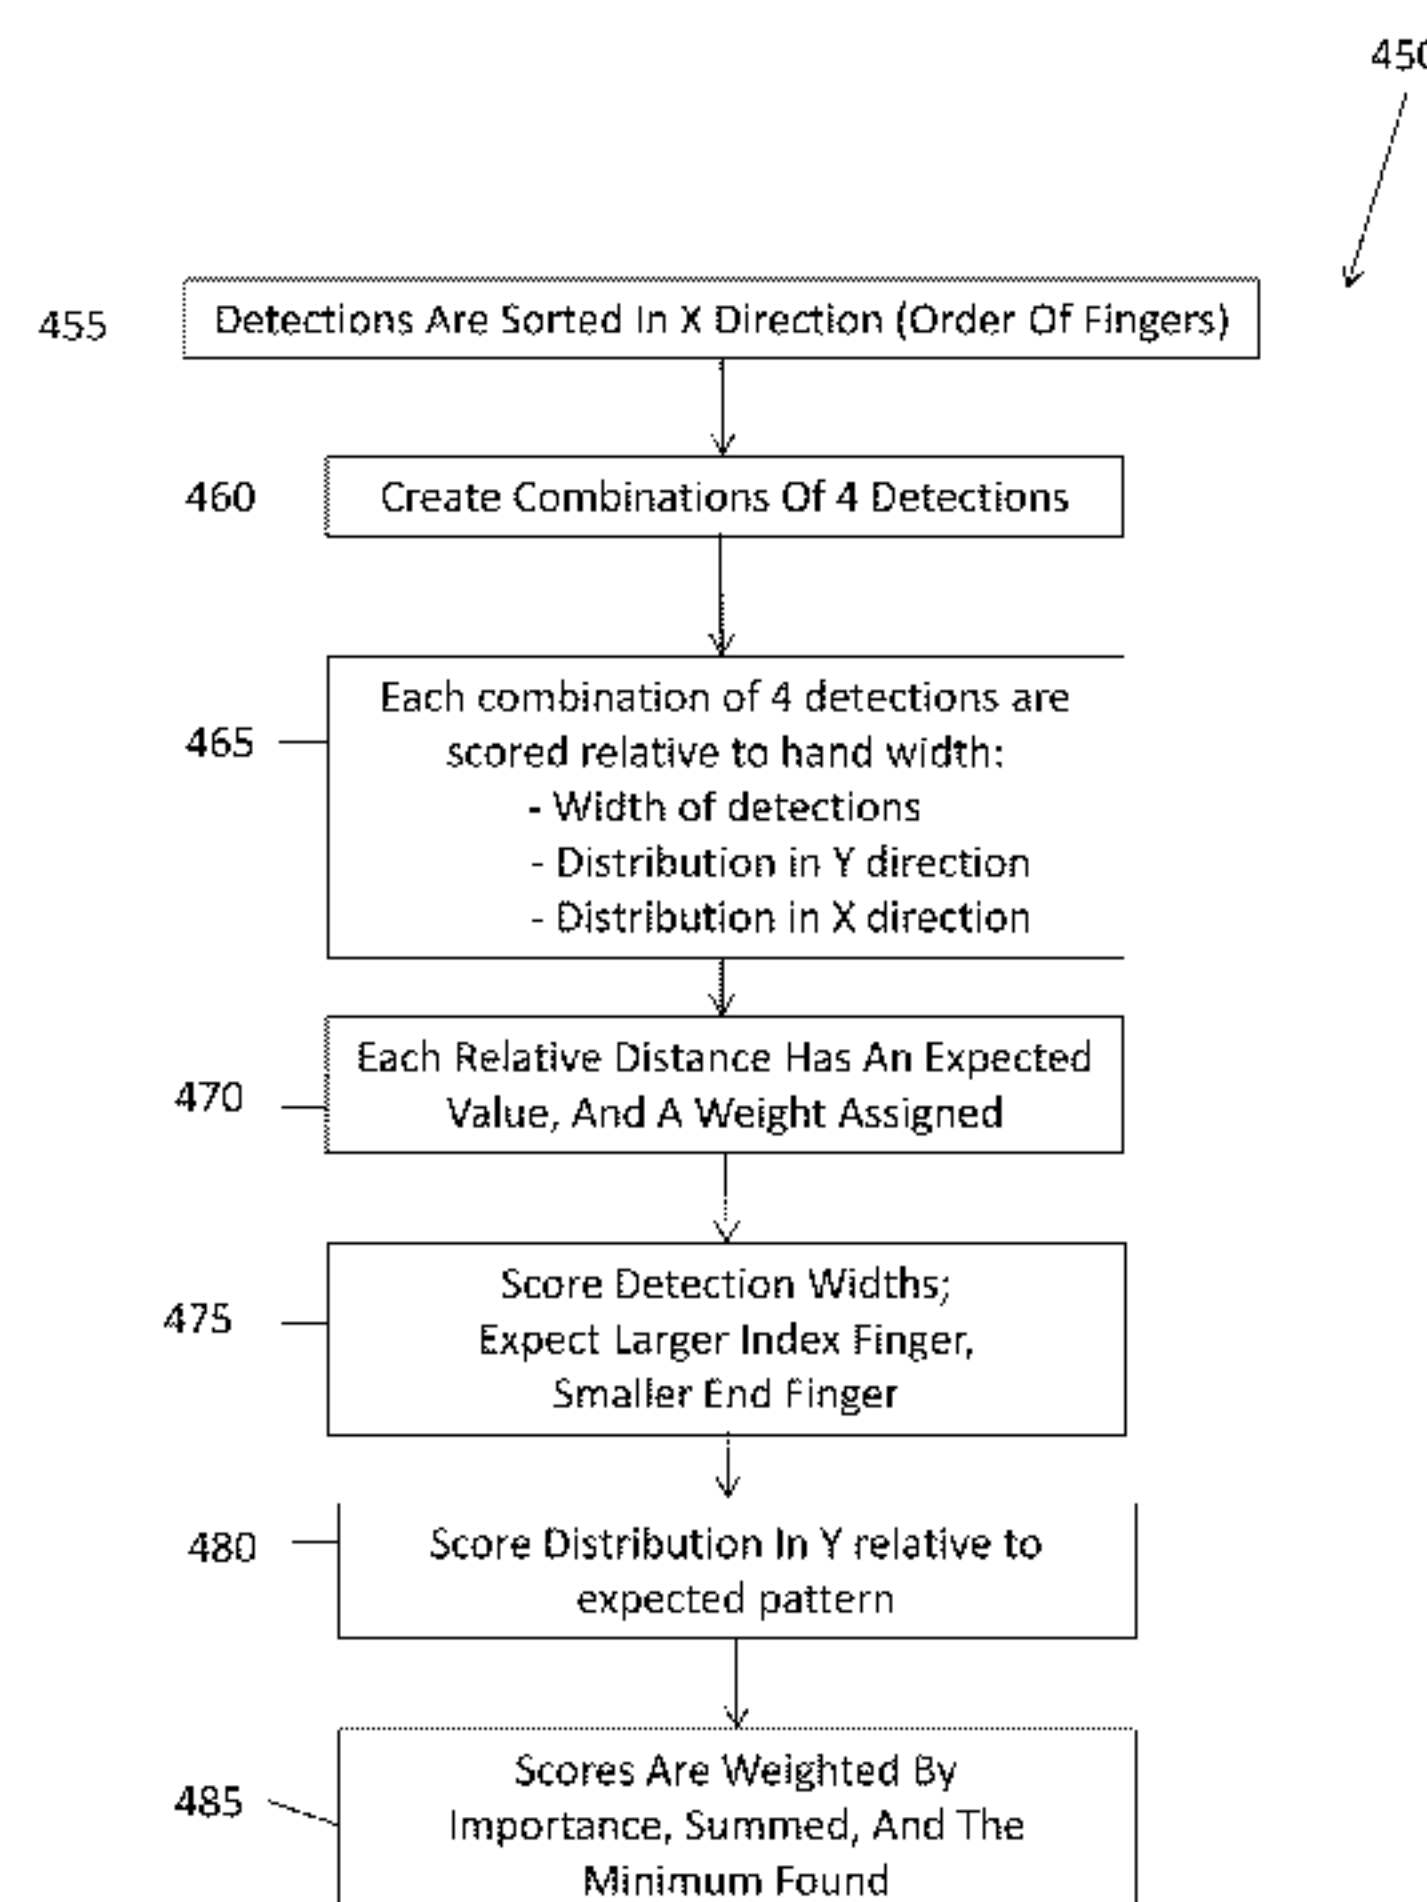 450
455
Detections Are Sorted In X Direction (Order Of Fingers)
460
Create Combinations Of 4 Detections
465
Each combination of 4 detections are
scored relative to hand width:
- Width of detections
- Distribution in Y direction
- Distribution in X direction
470
Each Relative Distance Has An Expected
Value, And A Weight Assigned
475
Score Detection Widths;
Expect Larger Index Finger,
Smaller End Finger
480
Score Distribution In Y relative to
expected pattern
485
Scores Are Weighted By
Importance, Summed, And The
Minimum Found